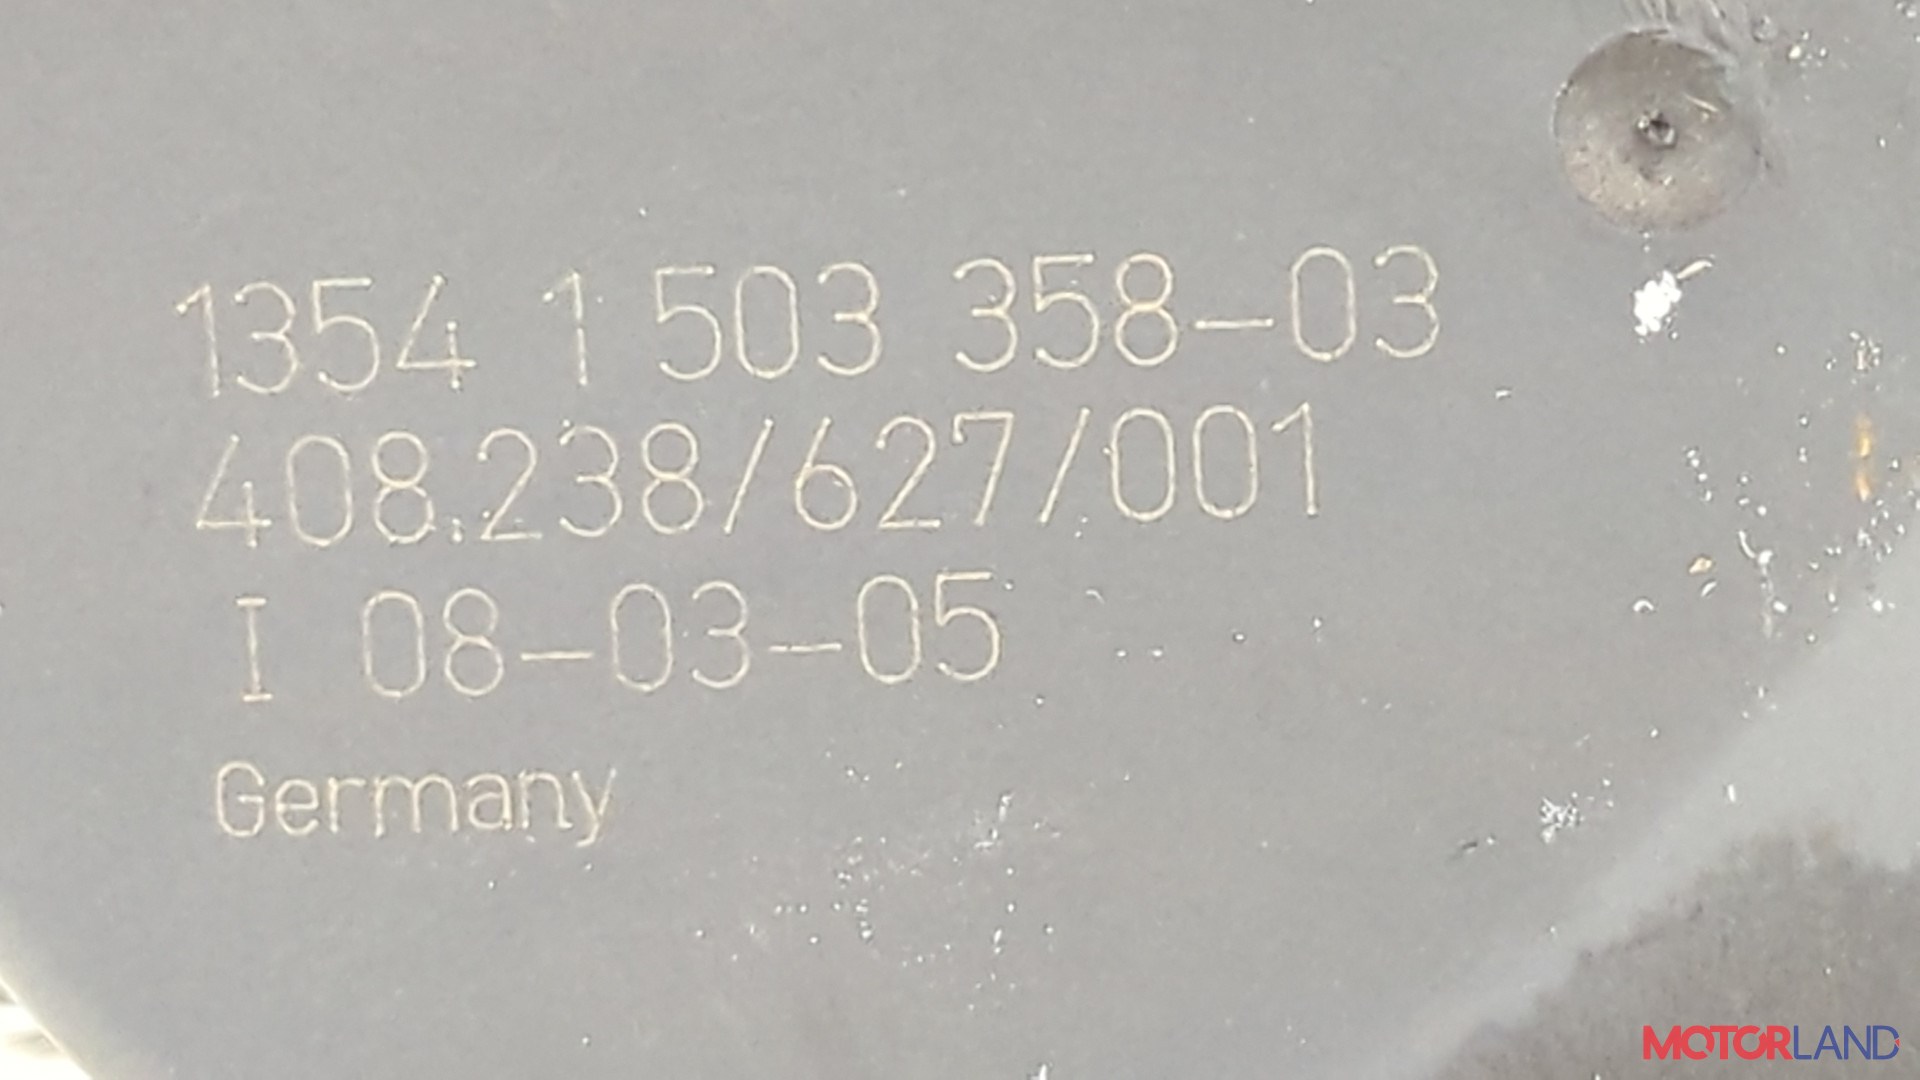 1354 1 503 358-03
408.238/627/001
I 08-03-05
Germany
MOTORLAND